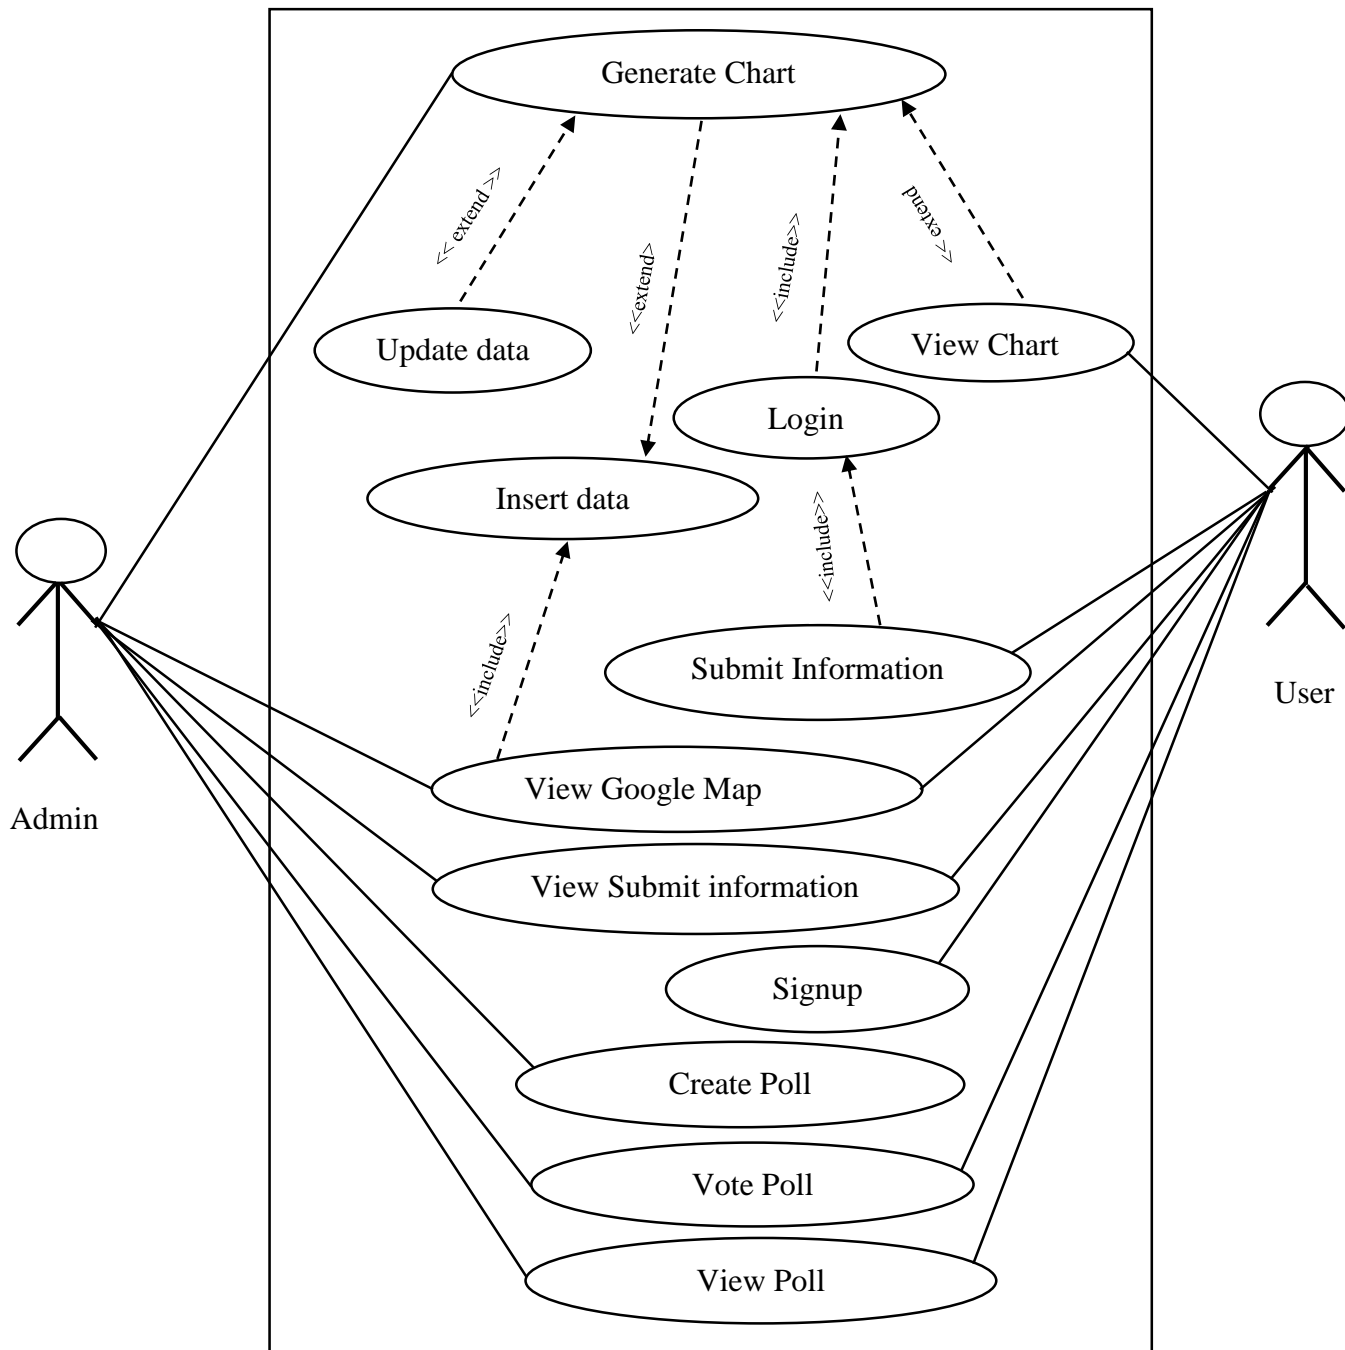 Generate Chart
<< extend >>
<<extend>
<<include>>
<< extend
Update data
View Chart
Login
Insert data
<<include>>
<<include>>
Submit Information
User
View Google Map
Admin
View Submit information
Signup
Create Poll
Vote Poll
View Poll